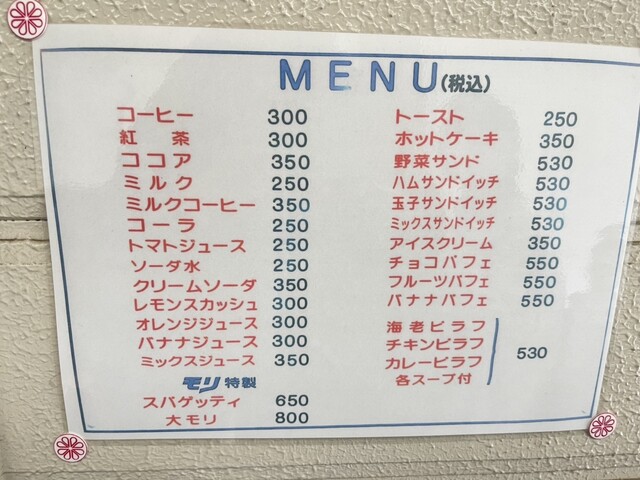 MENU(税込)
コーヒー 300
紅茶 300
ココア 350
ミルク 250
ミルクコーヒー 350
コーラ 250
トマトジュース 250
ソーダ水 250
クリームソーダ 350
レモンスカッシュ 300
オレンジジュース 300
バナナジュース 300
ミックスジュース 350
モリ特製
スパゲッティ 650
大モリ 800
トースト 250
ホットケーキ 350
野菜サンド 530
ハムサンドイッチ 530
玉子サンドイッチ 530
ミックスサンドイッチ 530
アイスクリーム 350
チョコパフェ 550
フルーツパフェ 550
バナナパフェ 550
海老ピラフ
チキンピラフ
カレーピラフ
各スープ付
530